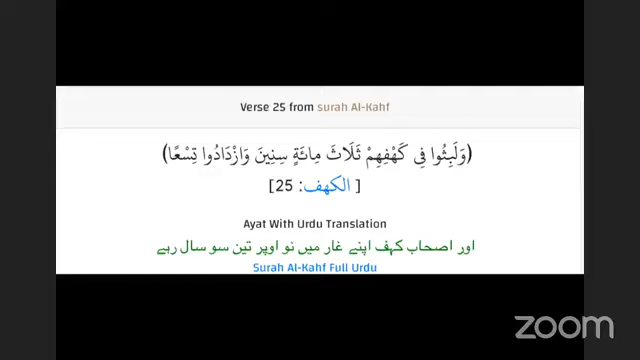 Verse 25 from surah Al-Kahf
﴿وَلَبِثُوا فِي كَهْفِهِمْ ثَلَاثَ مِائَةٍ سِنِينَ وَازْدَادُوا تِسْعًا﴾
[ الكهف: 25]
Ayat With Urdu Translation
اور اصحاب کہف اپنے غار میں نو اوپر تین سو سال رہے
Surah Al-Kahf Full Urdu
zoom